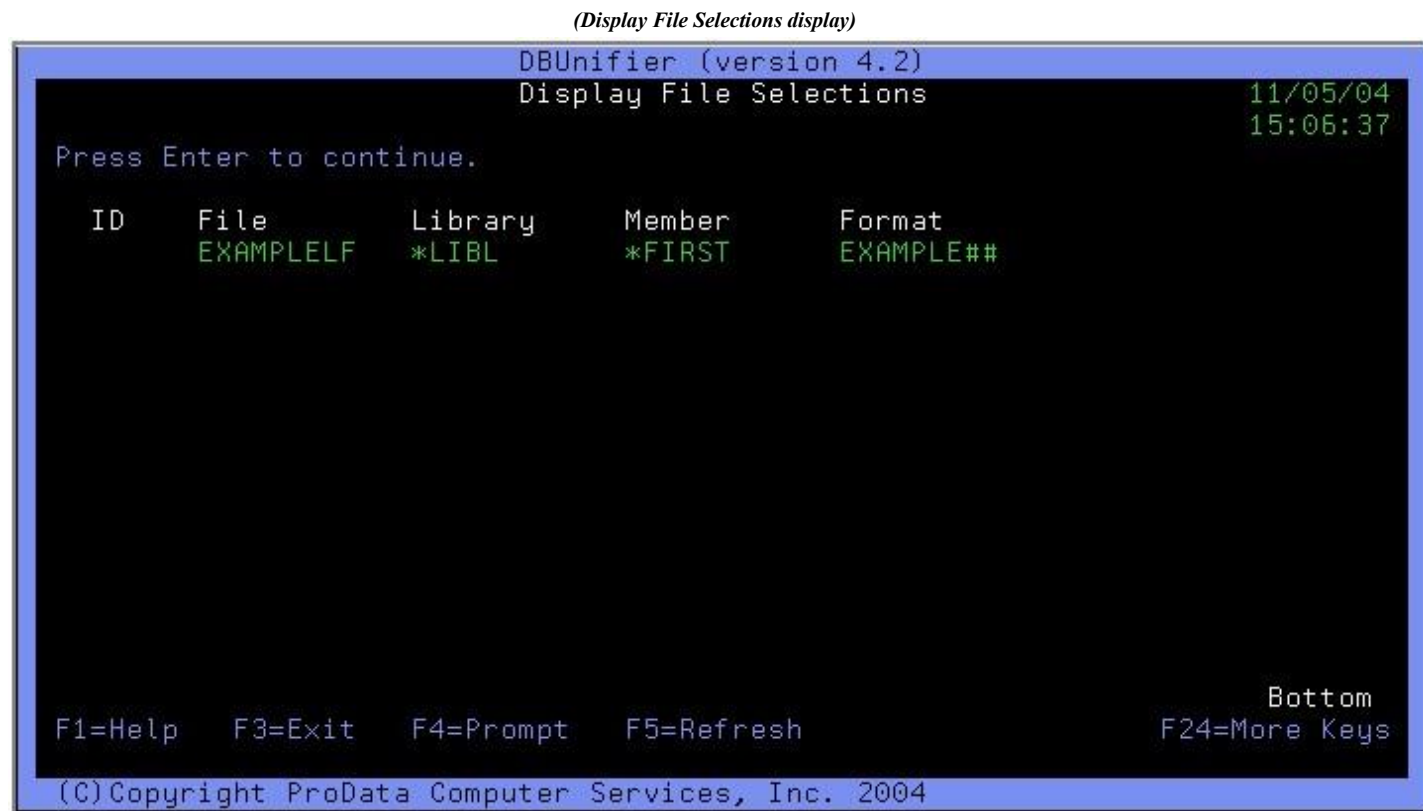 (Display File Selections display)
DBUnifier (version 4.2)
Display File Selections 11/05/04
15:06:37
Press Enter to continue.
ID File Library Member Format
EXAMPLELF *LIBL *FIRST EXAMPLE##
Bottom
F1=Help F3=Exit F4=Prompt F5=Refresh F24=More Keys
(C)Copyright ProData Computer Services, Inc. 2004